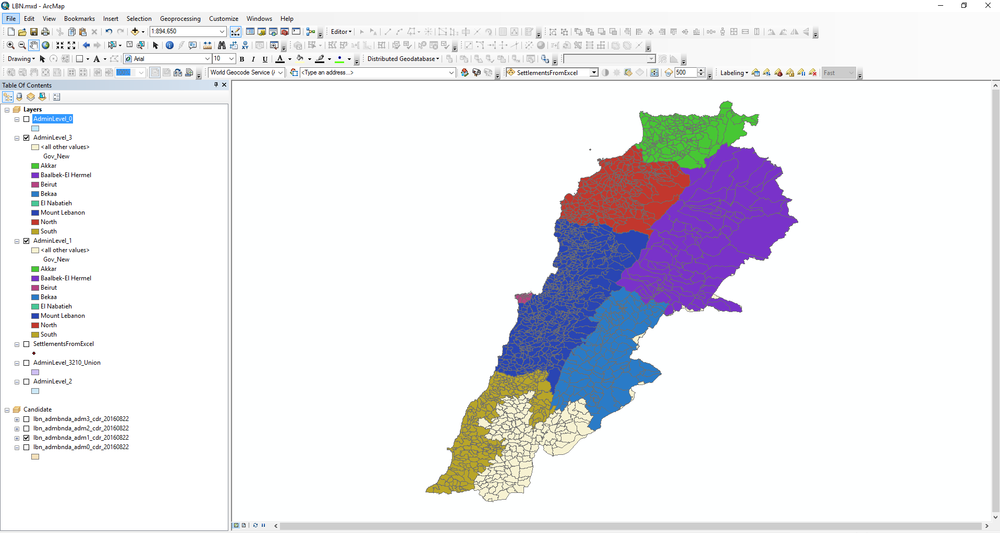 LBN.mxd - ArcMap
File Edit View Bookmarks Insert Selection Geoprocessing Customize Windows Help
1:894,650 Editor
Drawing A Arial 10 B I U A Distributed Geodatabase
100% World Geocode Service (A <Type an address...> SettlementsFromExcel 500 Labeling Fast
Table Of Contents
Layers
AdminLevel_0
AdminLevel_3
<all other values>
Gov_New
Akkar
Baalbek-El Hermel
Beirut
Bekaa
El Nabatieh
Mount Lebanon
North
South
AdminLevel_1
<all other values>
Gov_New
Akkar
Baalbek-El Hermel
Beirut
Bekaa
El Nabatieh
Mount Lebanon
North
South
SettlementsFromExcel
AdminLevel_3210_Union
AdminLevel_2
Candidate
lbn_admbnda_adm3_cdr_20160822
lbn_admbnda_adm2_cdr_20160822
lbn_admbnda_adm1_cdr_20160822
lbn_admbnda_adm0_cdr_20160822